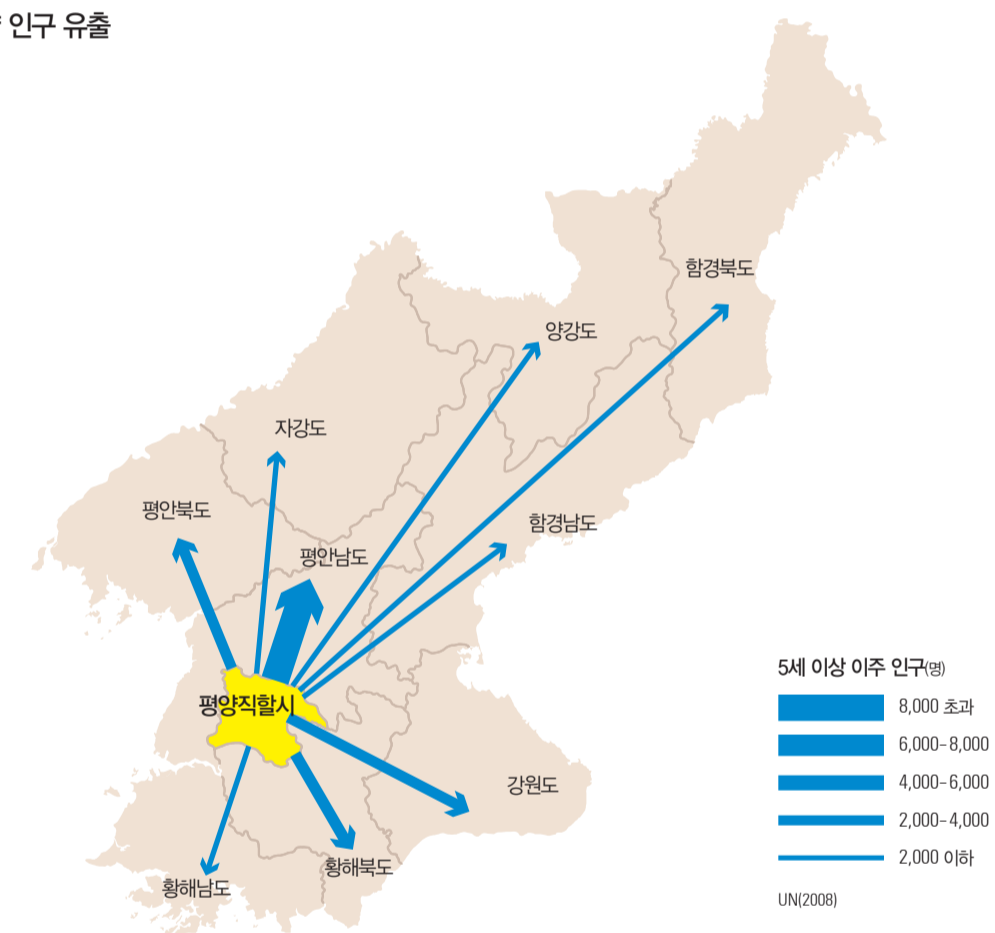 인구 유출
함경북도
양강도
자강도
평안북도
함경남도
평안남도
평양직할시
강원도
황해북도
황해남도
5세 이상 이주 인구(명)
8,000 초과
6,000-8,000
4,000-6,000
2,000-4,000
2,000 이하
UN(2008)